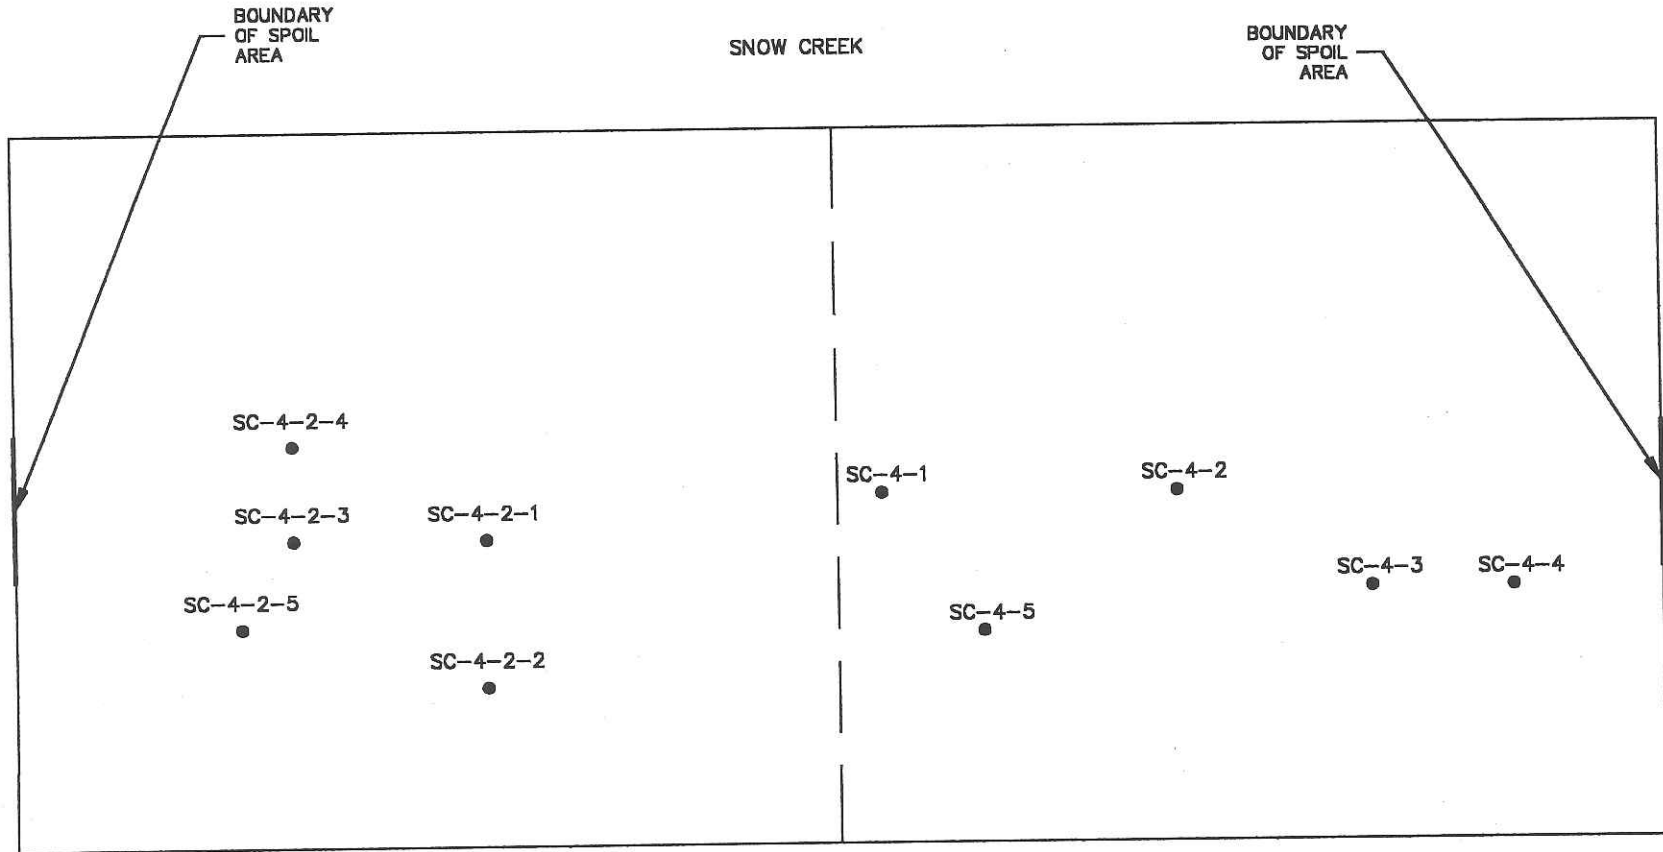 BOUNDARY
OF SPOIL
AREA
SNOW CREEK
BOUNDARY
OF SPOIL
AREA
SC-4-2-4
SC-4-1
SC-4-2
SC-4-2-3
SC-4-2-1
SC-4-3
SC-4-4
SC-4-2-5
SC-4-5
SC-4-2-2